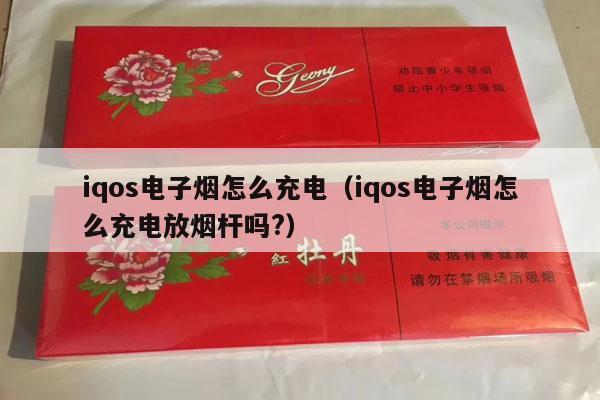 Geony
劝阻青少年吸烟
禁止中小学生吸烟
iqos电子烟怎么充电（iqos电子烟怎
么充电放烟杆吗?）
本公司提示
紅 牡丹
吸烟有害健康
请勿在禁烟场所吸烟